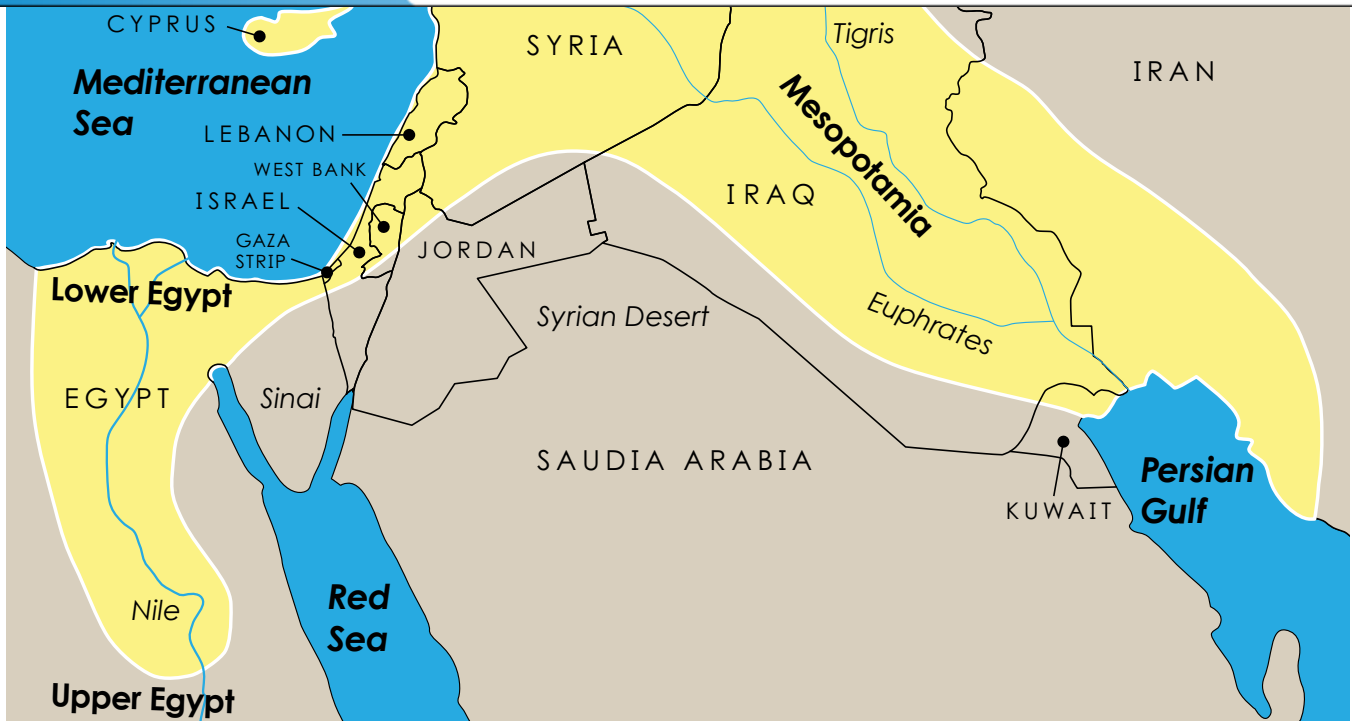 CYPRUS
SYRIA
Tigris
IRAN
Mediterranean
Sea
Mesopotamia
LEBANON
WEST BANK
ISRAEL
IRAQ
GAZA
STRIP
JORDAN
Lower Egypt
Syrian Desert
Euphrates
EGYPT
Sinai
SAUDIA ARABIA
Persian
Gulf
KUWAIT
Nile
Red
Sea
Upper Egypt